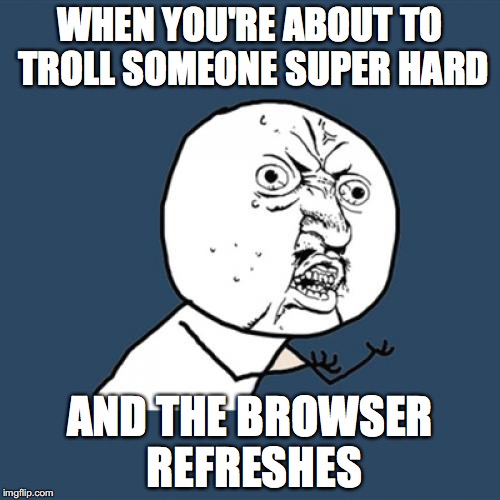 WHEN YOU'RE ABOUT TO
TROLL SOMEONE SUPER HARD
AND THE BROWSER
REFRESHES
imgflip.com